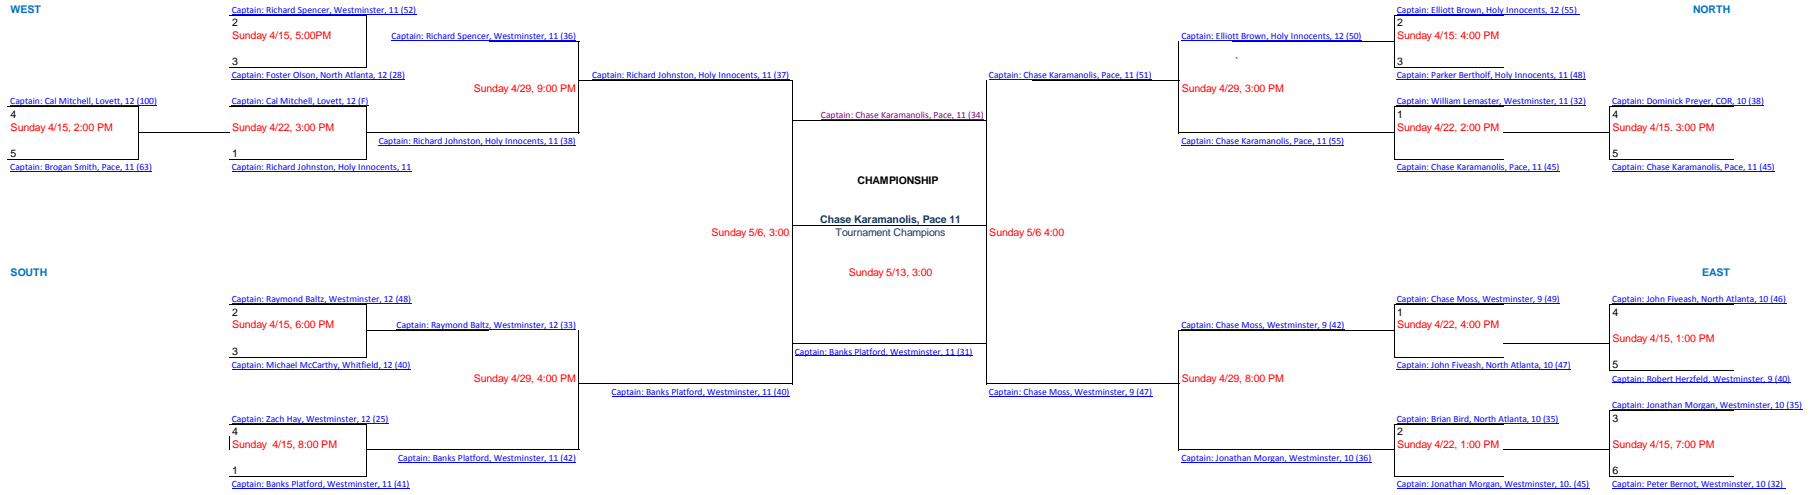 WEST
Captain: Richard Spencer, Westminster, 11 (52)
2
Sunday 4/15, 5:00PM
3
Captain: Foster Olson, North Atlanta, 12 (28)
Captain: Richard Spencer, Westminster, 11 (36)
Captain: Cal Mitchell, Lovett, 12 (100)
4
Sunday 4/15, 2:00 PM
5
Captain: Brogan Smith, Pace, 11 (63)
Captain: Cal Mitchell, Lovett, 12 (F)
Sunday 4/22, 3:00 PM
1
Captain: Richard Johnston, Holy Innocents, 11
Sunday 4/29, 9:00 PM
Captain: Richard Johnston, Holy Innocents, 11 (38)
Captain: Richard Johnston, Holy Innocents, 11 (37)
SOUTH
Captain: Raymond Baltz, Westminster, 12 (48)
2
Sunday 4/15, 6:00 PM
3
Captain: Michael McCarthy, Whitfield, 12 (40)
Captain: Raymond Baltz, Westminster, 12 (33)
Sunday 4/29, 4:00 PM
Captain: Zach Hay, Westminster, 12 (25)
4
Sunday 4/15, 8:00 PM
1
Captain: Banks Platford, Westminster, 11 (41)
Captain: Banks Platford, Westminster, 11 (42)
Captain: Banks Platford, Westminster, 11 (40)
Sunday 5/6, 3:00
Captain: Chase Karamanolis, Pace, 11 (34)
CHAMPIONSHIP
Chase Karamanolis, Pace 11
Tournament Champions
Sunday 5/13, 3:00
Captain: Banks Platford, Westminster, 11 (31)
Sunday 5/6 4:00
NORTH
Captain: Chase Karamanolis, Pace, 11 (51)
Captain: Elliott Brown, Holy Innocents, 12 (50)
`
Sunday 4/29, 3:00 PM
Captain: Chase Karamanolis, Pace, 11 (55)
Captain: Elliott Brown, Holy Innocents, 12 (55)
2
Sunday 4/15: 4:00 PM
3
Captain: Parker Bertholf, Holy Innocents, 11 (48)
Captain: William Lemaster, Westminster, 11 (32)
1
Sunday 4/22, 2:00 PM
Captain: Chase Karamanolis, Pace, 11 (45)
Captain: Dominick Preyer, COR, 10 (38)
4
Sunday 4/15. 3:00 PM
5
Captain: Chase Karamanolis, Pace, 11 (45)
EAST
Captain: Chase Moss, Westminster, 9 (47)
Captain: Chase Moss, Westminster, 9 (42)
Sunday 4/29, 8:00 PM
Captain: Jonathan Morgan, Westminster, 10 (36)
Captain: Chase Moss, Westminster, 9 (49)
1
Sunday 4/22, 4:00 PM
Captain: John Fiveash, North Atlanta, 10 (47)
Captain: John Fiveash, North Atlanta, 10 (46)
4
Sunday 4/15, 1:00 PM
5
Captain: Robert Herzfeld, Westminster, 9 (40)
Captain: Brian Bird, North Atlanta, 10 (35)
2
Sunday 4/22, 1:00 PM
Captain: Jonathan Morgan, Westminster, 10. (45)
Captain: Jonathan Morgan, Westminster, 10 (35)
3
Sunday 4/15, 7:00 PM
6
Captain: Peter Bernot, Westminster, 10 (32)